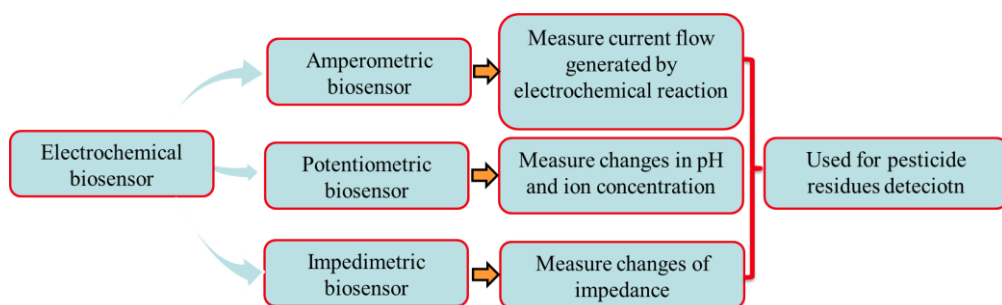 Electrochemical
biosensor
Amperometric
biosensor
Measure current flow
generated by
electrochemical reaction
Potentiometric
biosensor
Measure changes in pH
and ion concentration
Impedimetric
biosensor
Measure changes of
impedance
Used for pesticide
residues deteciotn